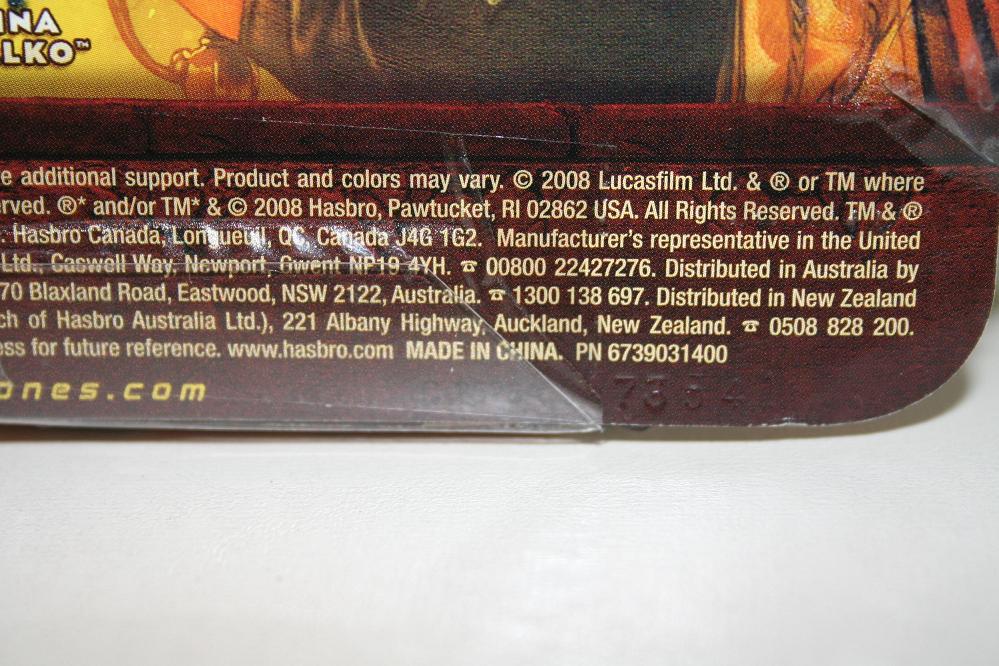 INA
LKO™
e additional support. Product and colors may vary. © 2008 Lucasfilm Ltd. & ® or TM where
rved. ®* and/or TM* & © 2008 Hasbro, Pawtucket, RI 02862 USA. All Rights Reserved. TM & ®
. Hasbro Canada, Longueuil, QC, Canada J4G 1G2. Manufacturer's representative in the United
Ltd., Caswell Way, Newport, Gwent NP19 4YH. ☎ 00800 22427276. Distributed in Australia by
70 Blaxland Road, Eastwood, NSW 2122, Australia. ☎ 1300 138 697. Distributed in New Zealand
ch of Hasbro Australia Ltd.), 221 Albany Highway, Auckland, New Zealand. ☎ 0508 828 200.
ess for future reference. www.hasbro.com MADE IN CHINA. PN 6739031400
ones.com